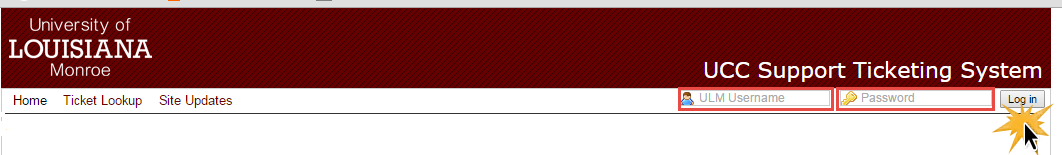 University of
LOUISIANA
Monroe
UCC Support Ticketing System
Home Ticket Lookup Site Updates ULM Username Password Log in